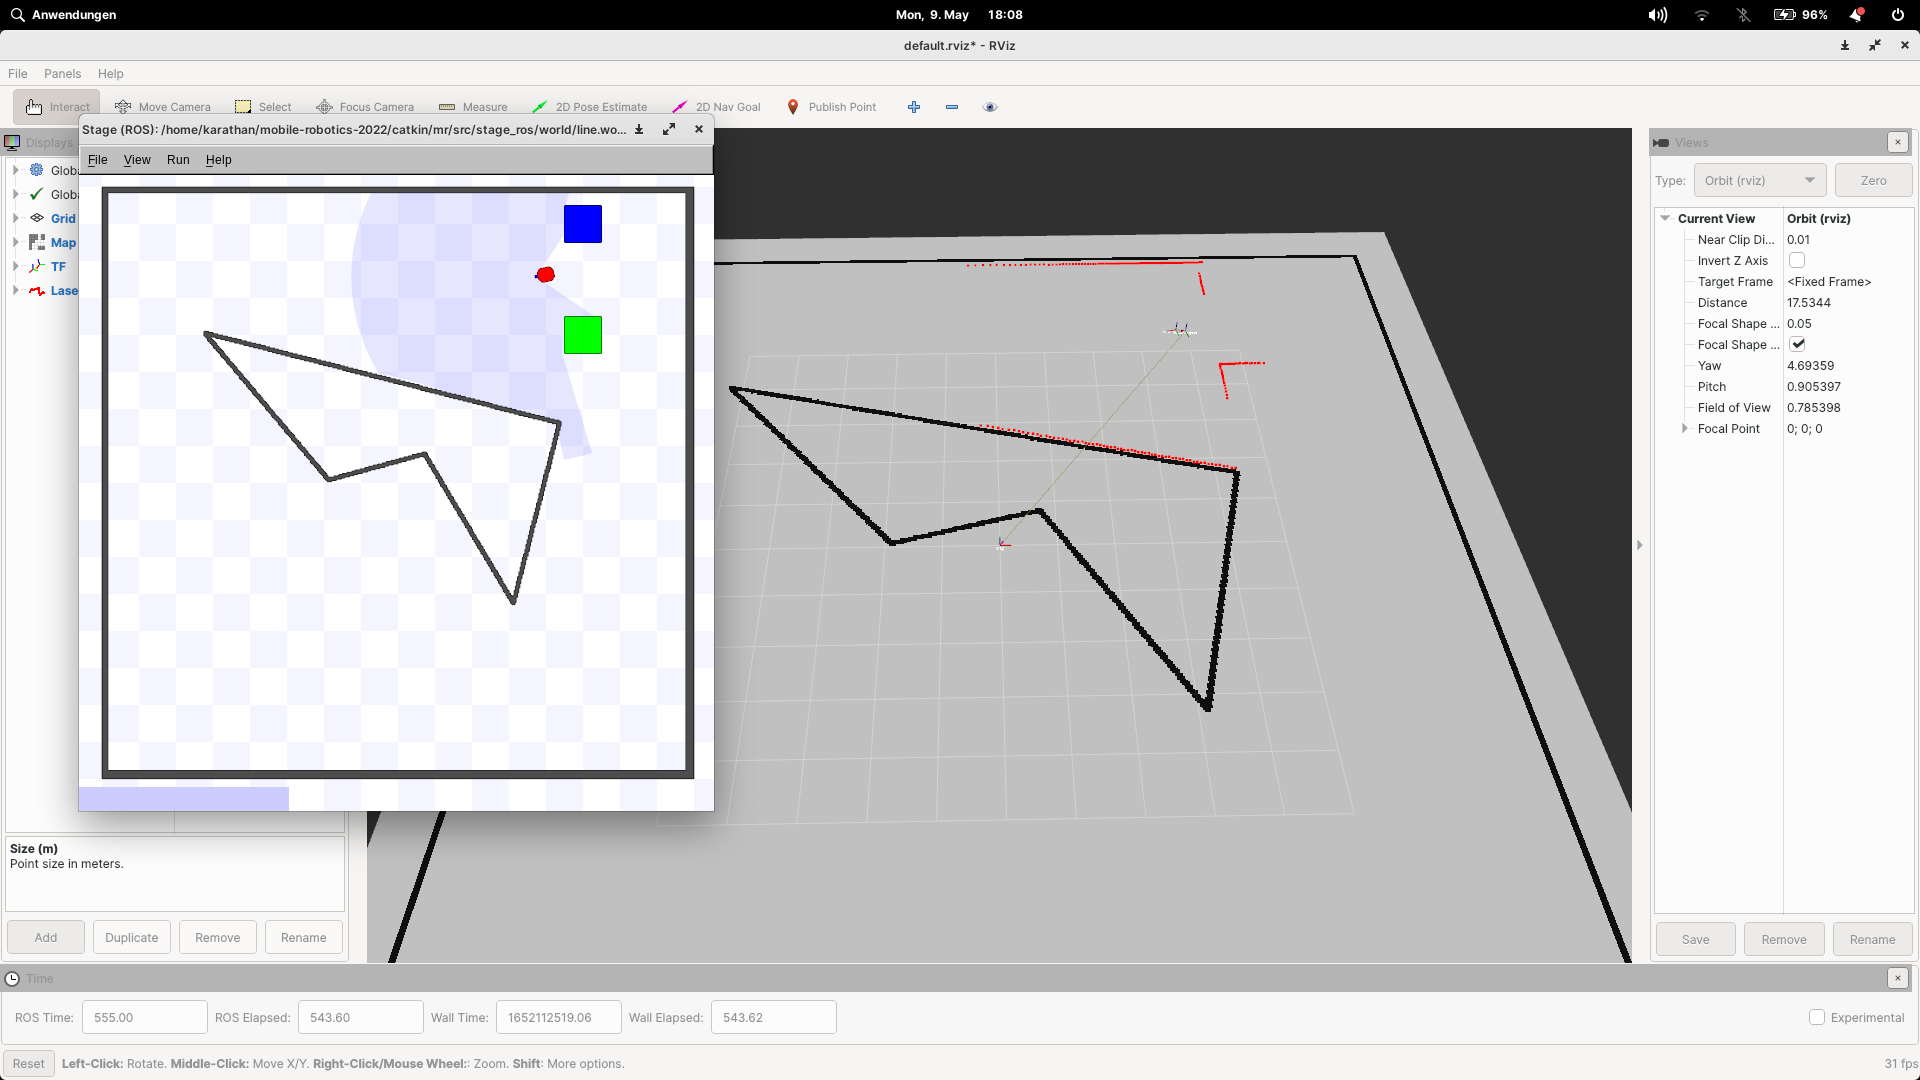 Anwendungen
Mon, 9. May 18:08
96%
default.rviz* - RViz
File Panels Help
Interact Move Camera Select Focus Camera Measure 2D Pose Estimate 2D Nav Goal Publish Point
Displays
Globa
Globa
Grid
Map
TF
Lase
Stage (ROS): /home/karathan/mobile-robotics-2022/catkin/mr/src/stage_ros/world/line.wo...
File View Run Help
Size (m)
Point size in meters.
Add Duplicate Remove Rename
Views
Type: Orbit (rviz) Zero
Current View Orbit (rviz)
Near Clip Di... 0.01
Invert Z Axis
Target Frame <Fixed Frame>
Distance 17.5344
Focal Shape ... 0.05
Focal Shape ...
Yaw 4.69359
Pitch 0.905397
Field of View 0.785398
Focal Point 0; 0; 0
Save Remove Rename
Time
ROS Time: 555.00 ROS Elapsed: 543.60 Wall Time: 1652112519.06 Wall Elapsed: 543.62 Experimental
Reset Left-Click: Rotate. Middle-Click: Move X/Y. Right-Click/Mouse Wheel:: Zoom. Shift: More options. 31 fps